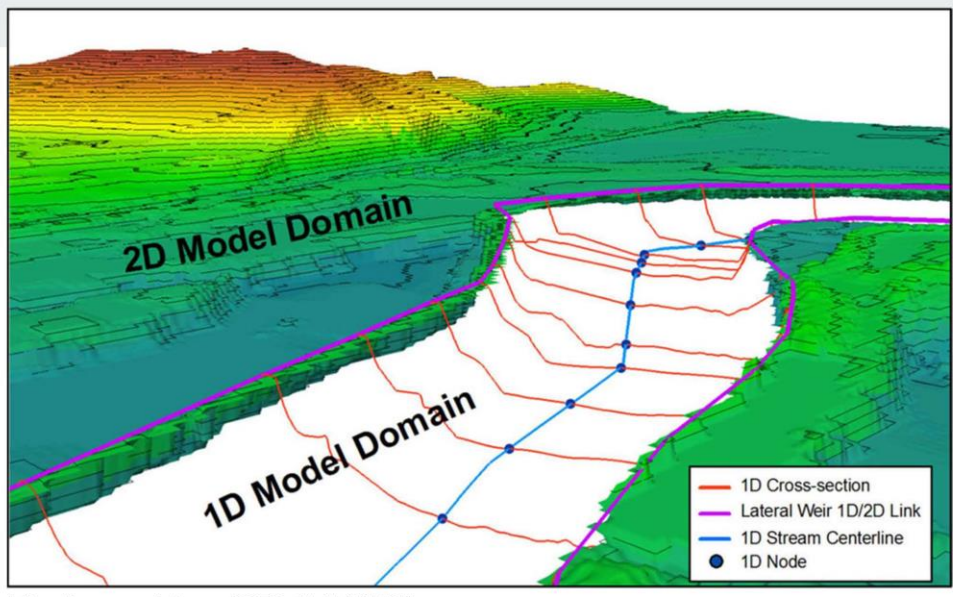 2D Model Domain
1D Model Domain
1D Cross-section
Lateral Weir 1D/2D Link
1D Stream Centerline
1D Node